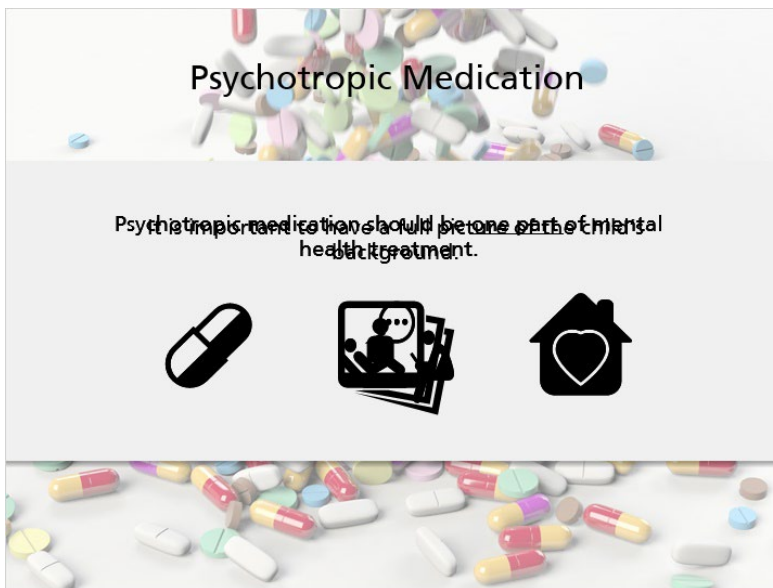 Psychotropic Medication
Psychotropic medication should be one part of mental
health treatment.
It is important to have a full picture of the child's
background.